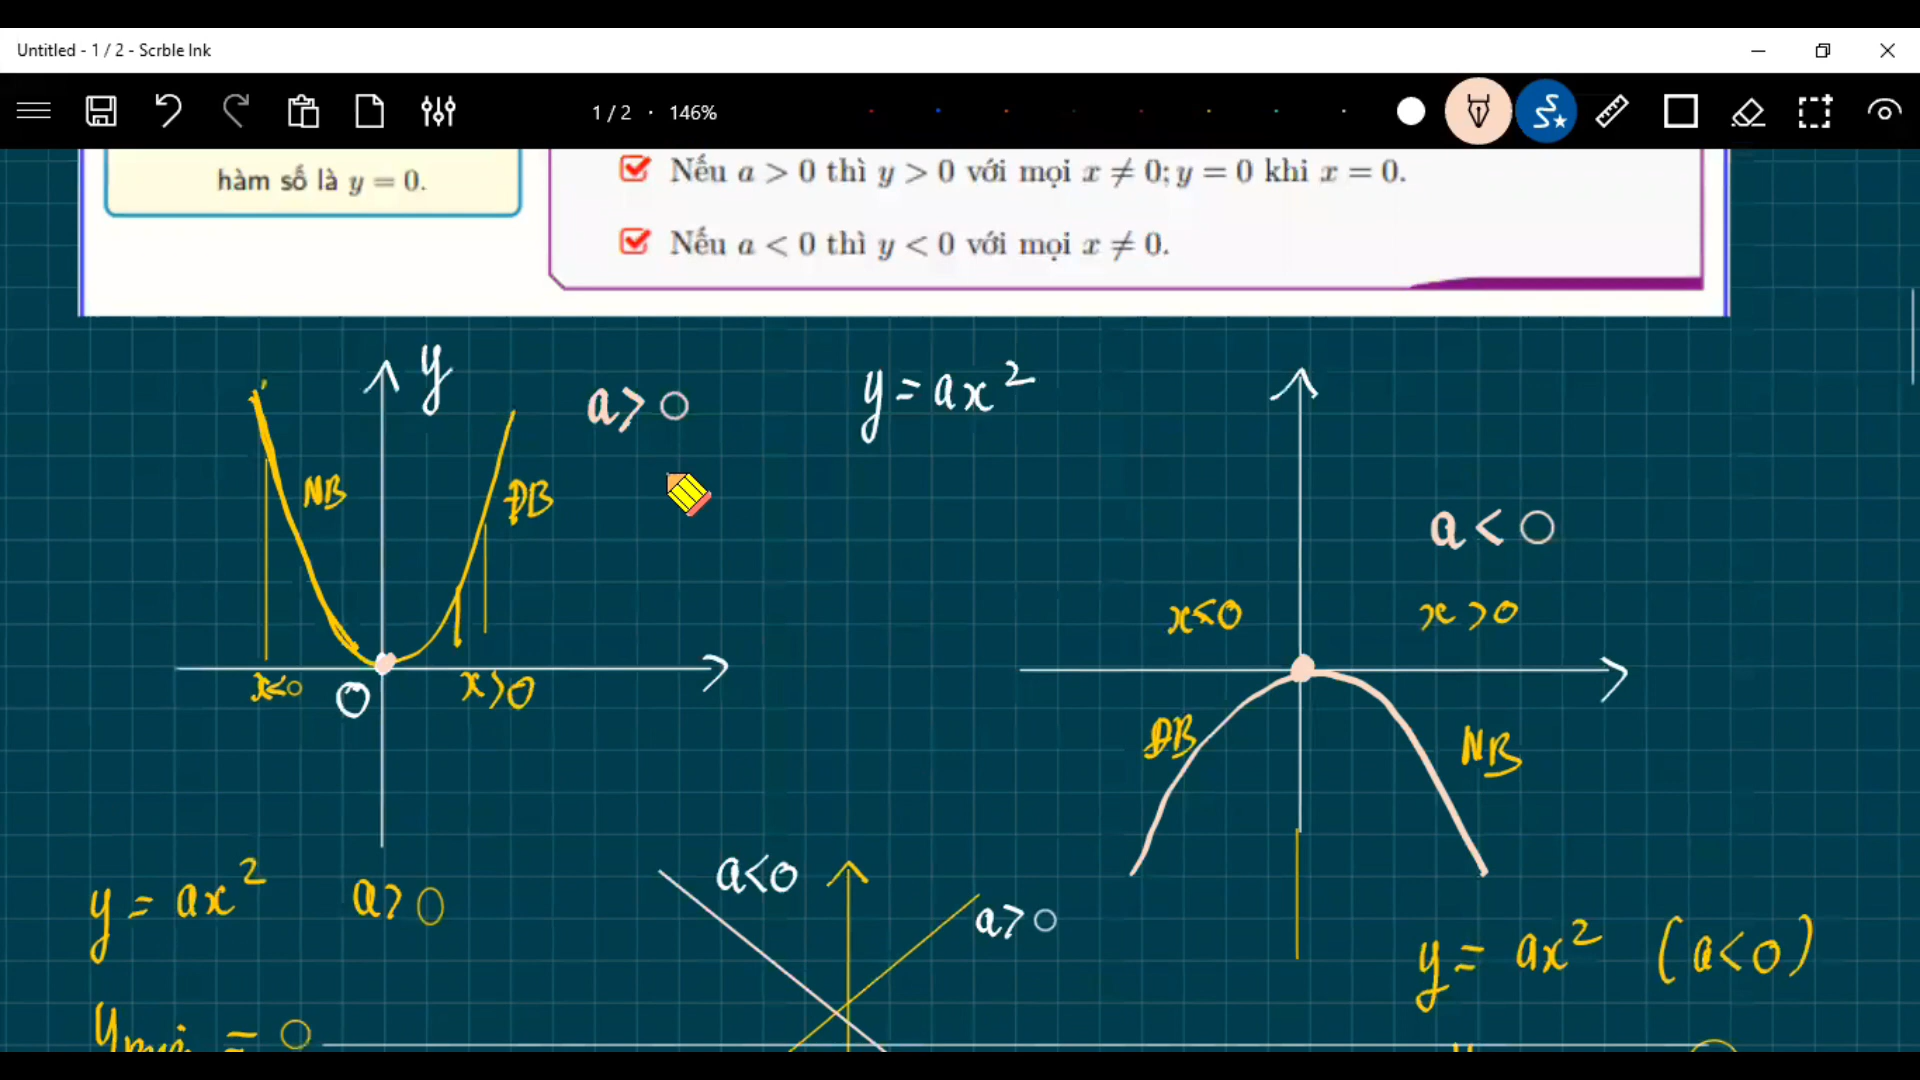 Untitled - 1 / 2 - Scrble Ink
1 / 2 · 146%
hàm số là y = 0.
Nếu a > 0 thì y > 0 với mọi x ≠ 0; y = 0 khi x = 0.
Nếu a < 0 thì y < 0 với mọi x ≠ 0.
y
a > 0
y = ax²
NB
ĐB
a < 0
x<0
x > 0
x<0
O
x>0
ĐB
NB
y = ax² a > 0
a<0
a > 0
y = ax² (a<0)
ymin = 0